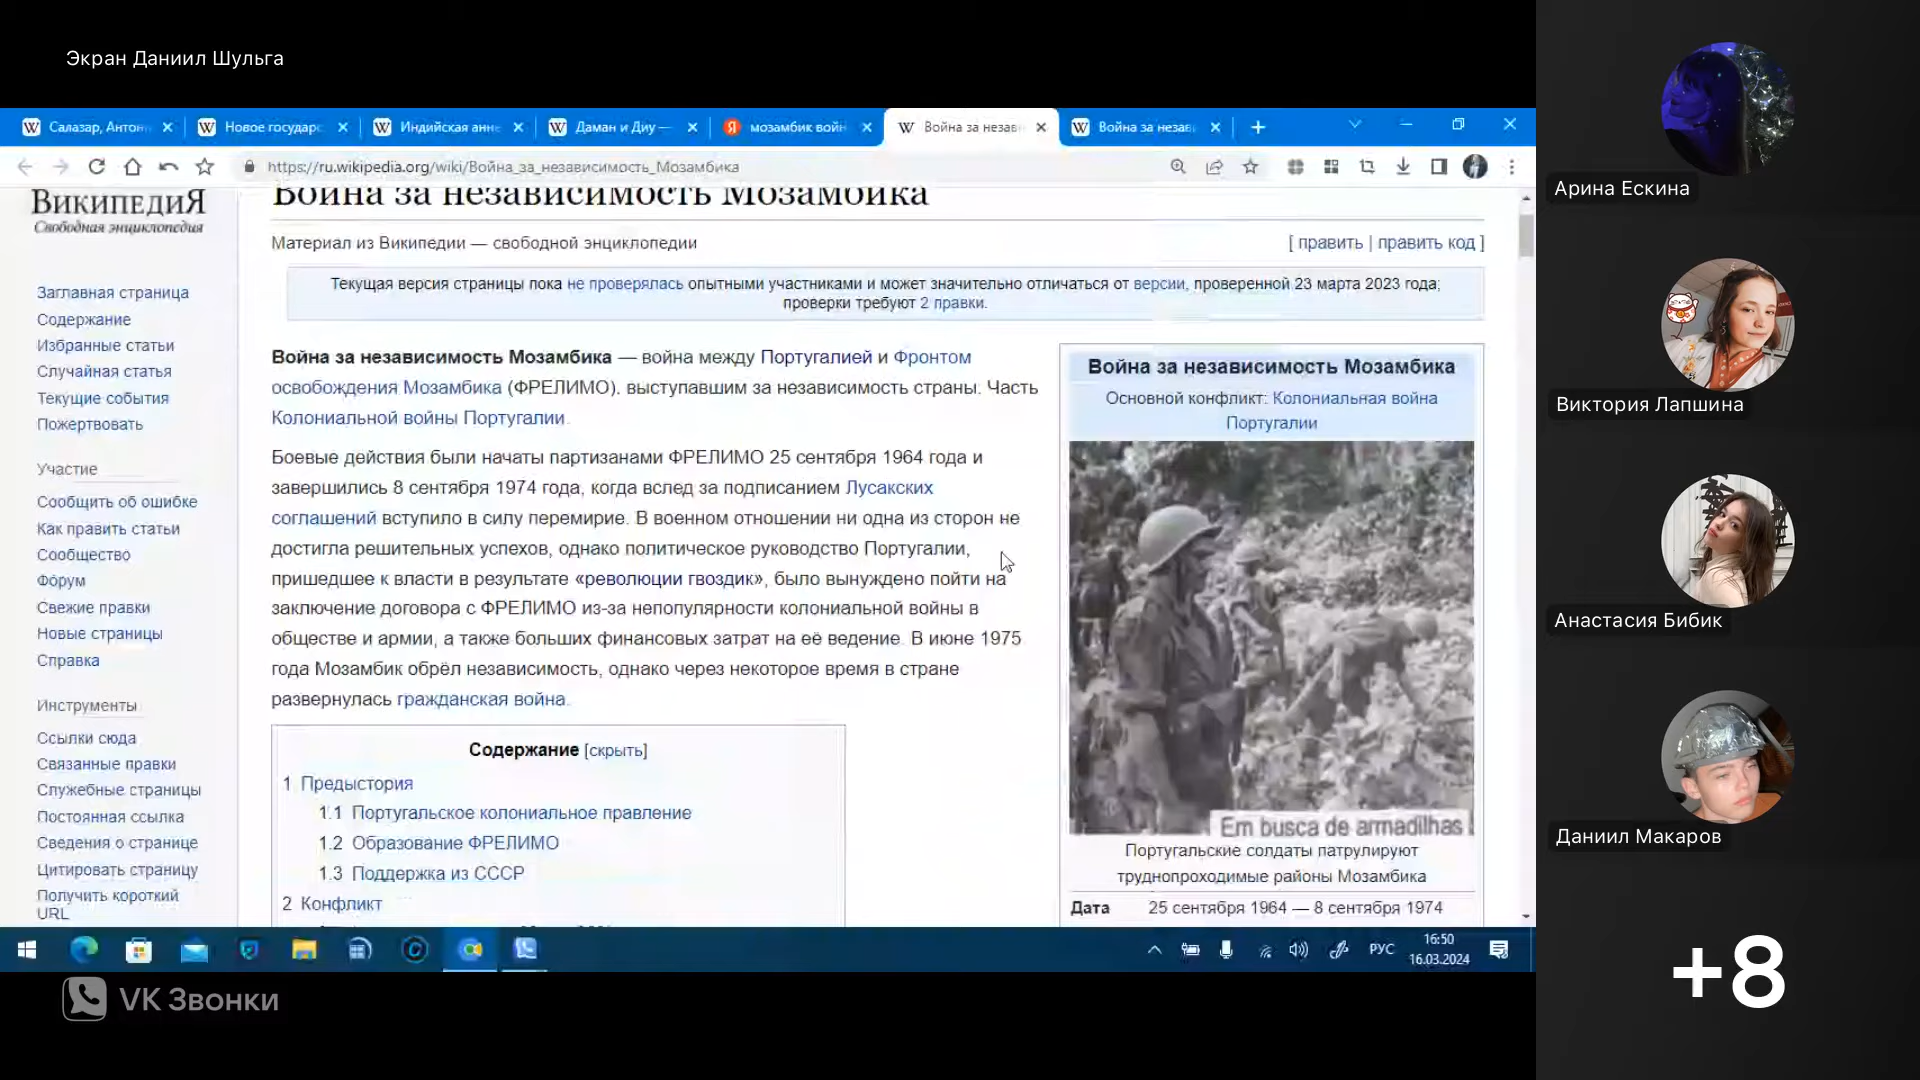 Экран Даниил Шульга
Салазар, Антон
Новое государс
Индийская анне
Даман и Диу —
мозамбик войн
Война за незав
Война за незав
https://ru.wikipedia.org/wiki/Война_за_независимость_Мозамбика
ВИКИПЕДИЯ
Свободная энциклопедия
Заглавная страница
Содержание
Избранные статьи
Случайная статья
Текущие события
Пожертвовать
Участие
Сообщить об ошибке
Как править статьи
Сообщество
Форум
Свежие правки
Новые страницы
Справка
Инструменты
Ссылки сюда
Связанные правки
Служебные страницы
Постоянная ссылка
Сведения о странице
Цитировать страницу
Получить короткий
URL
Война за независимость Мозамбика
Материал из Википедии — свободной энциклопедии
[ править | править код ]
Текущая версия страницы пока не проверялась опытными участниками и может значительно отличаться от версии, проверенной 23 марта 2023 года;
проверки требуют 2 правки.
Война за независимость Мозамбика — война между Португалией и Фронтом
освобождения Мозамбика (ФРЕЛИМО), выступавшим за независимость страны. Часть
Колониальной войны Португалии.
Боевые действия были начаты партизанами ФРЕЛИМО 25 сентября 1964 года и
завершились 8 сентября 1974 года, когда вслед за подписанием Лусакских
соглашений вступило в силу перемирие. В военном отношении ни одна из сторон не
достигла решительных успехов, однако политическое руководство Португалии,
пришедшее к власти в результате «революции гвоздик», было вынуждено пойти на
заключение договора с ФРЕЛИМО из-за непопулярности колониальной войны в
обществе и армии, а также больших финансовых затрат на её ведение. В июне 1975
года Мозамбик обрёл независимость, однако через некоторое время в стране
развернулась гражданская война.
Содержание [скрыть]
1 Предыстория
1.1 Португальское колониальное правление
1.2 Образование ФРЕЛИМО
1.3 Поддержка из СССР
2 Конфликт
Война за независимость Мозамбика
Основной конфликт: Колониальная война
Португалии
Em busca de armadilhas
Португальские солдаты патрулируют
труднопроходимые районы Мозамбика
Дата 25 сентября 1964 — 8 сентября 1974
РУС
16:50
16.03.2024
VK Звонки
Арина Ескина
Виктория Лапшина
Анастасия Бибик
Даниил Макаров
+8